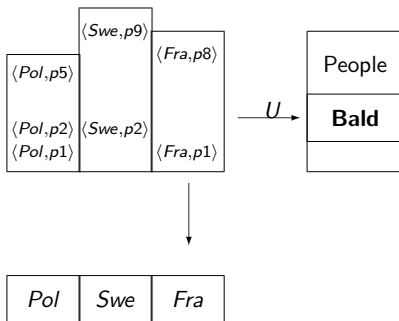 ⟨Swe,p9⟩
⟨Fra,p8⟩
⟨Pol,p5⟩
People
U
⟨Pol,p2⟩ ⟨Swe,p2⟩
Bald
⟨Pol,p1⟩ ⟨Fra,p1⟩
Pol Swe Fra